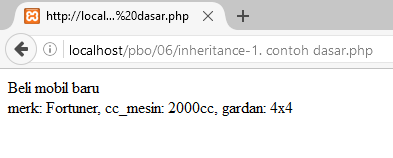 http://local...%20dasar.php
localhost/pbo/06/inheritance-1. contoh dasar.php
Beli mobil baru
merk: Fortuner, cc_mesin: 2000cc, gardan: 4x4